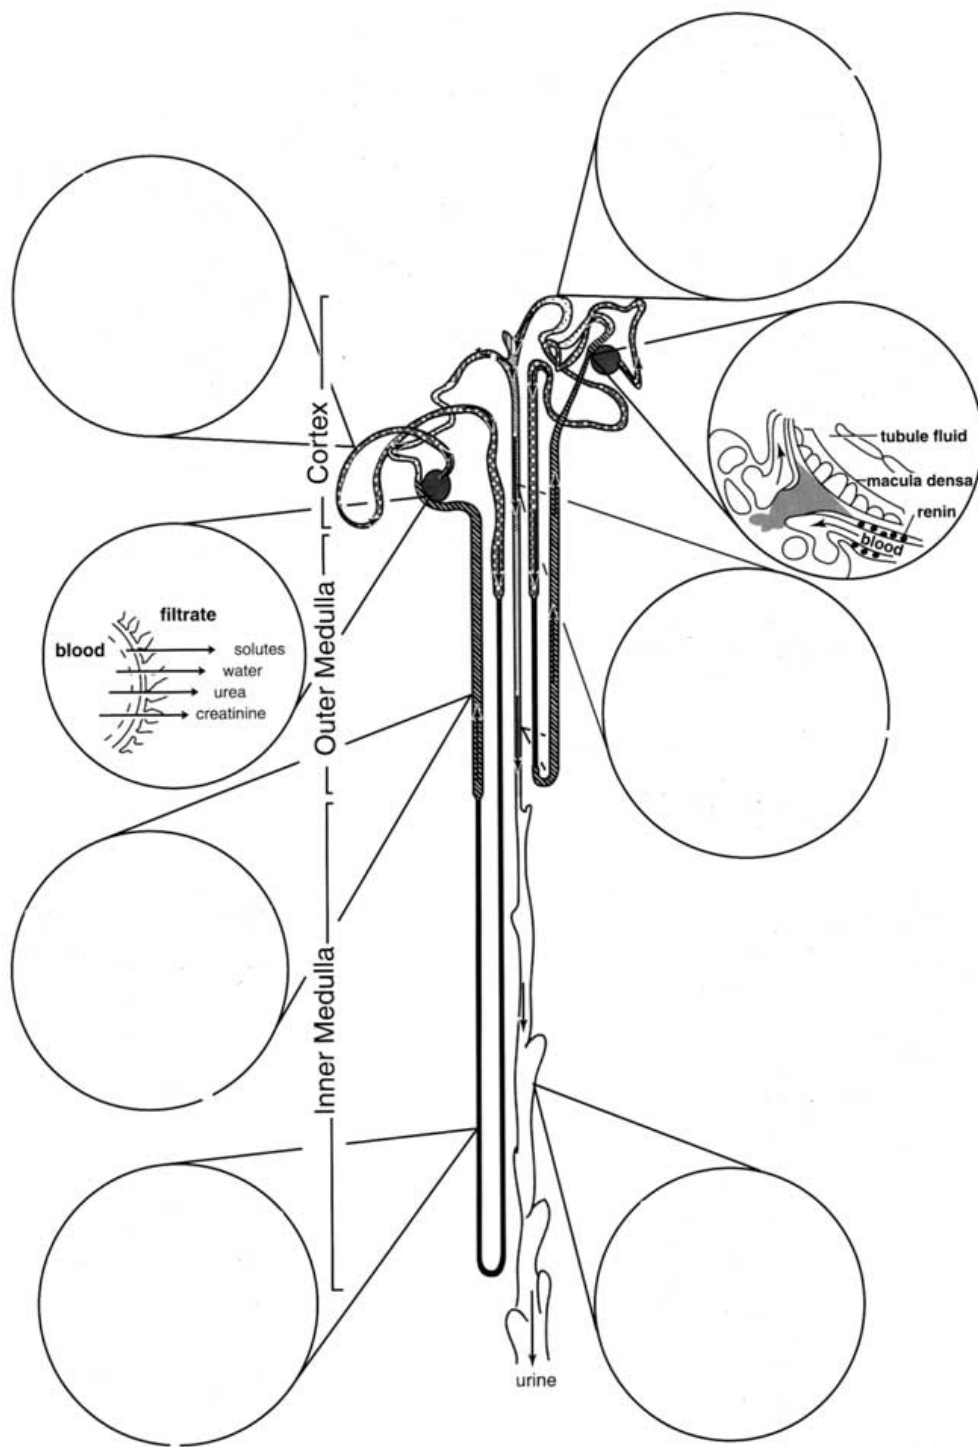 Cortex
tubule fluid
macula densa
renin
blood
filtrate
blood
solutes
water
urea
creatinine
Outer Medulla
Inner Medulla
urine